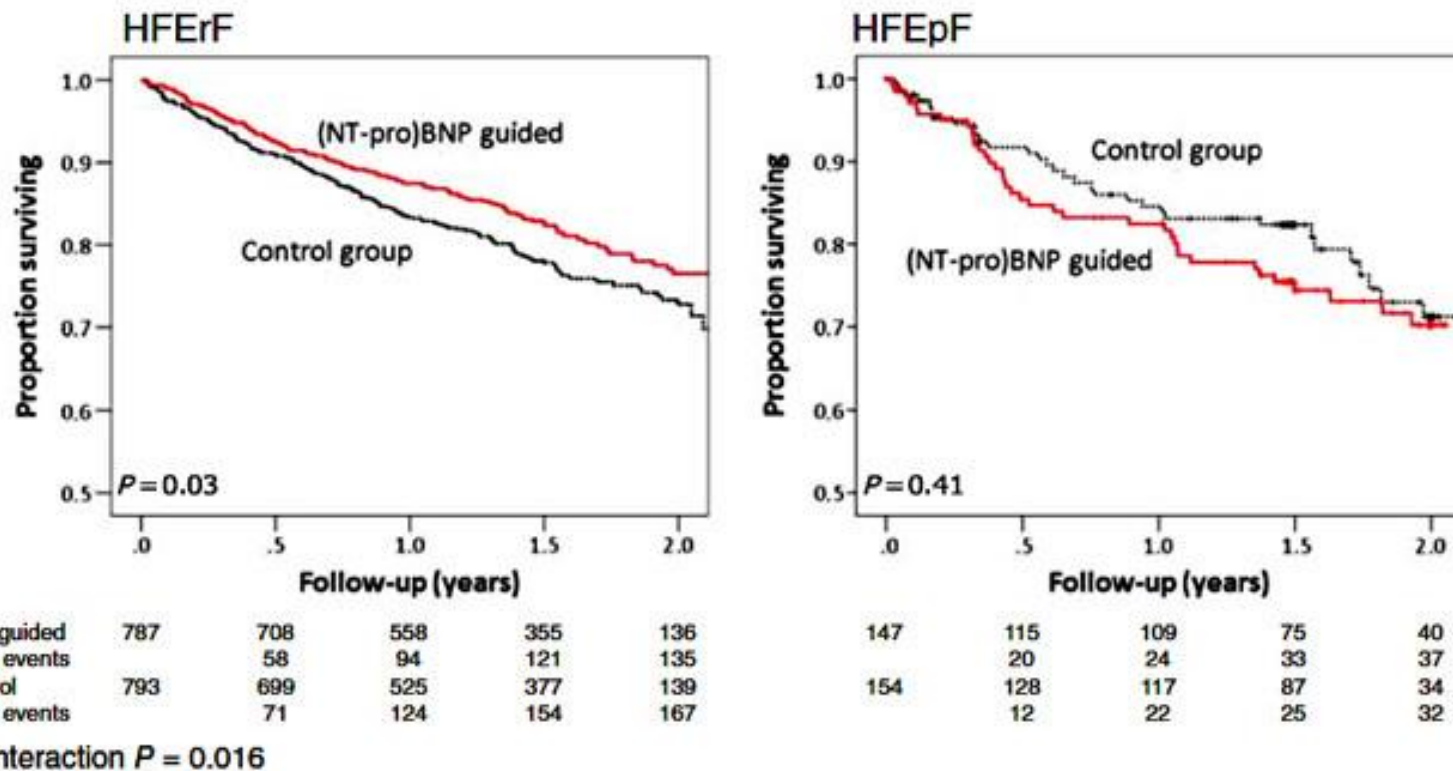 HFErF
HFEpF
1.0
0.9
0.8
0.7
0.6
0.5
Proportion surviving
(NT-pro)BNP guided
Control group
P=0.03
.0 .5 1.0 1.5 2.0
Follow-up (years)
1.0
0.9
0.8
0.7
0.6
0.5
Proportion surviving
Control group
(NT-pro)BNP guided
P=0.41
.0 .5 1.0 1.5 2.0
Follow-up (years)
guided 787 708 558 355 136 147 115 109 75 40
events 58 94 121 135 20 24 33 37
ol 793 699 525 377 139 154 128 117 87 34
events 71 124 154 167 12 22 25 32
nteraction P = 0.016